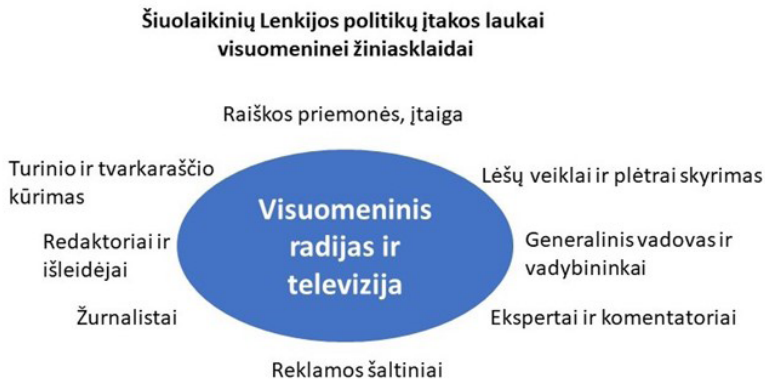 Šiuolaikinių Lenkijos politikų įtakos laukai
visuomeninei žiniasklaidai
Raiškos priemonės, įtaiga
Turinio ir tvarkaraščio
kūrimas
Lėšų veiklai ir plėtrai skyrimas
Visuomeninis
radijas ir
televizija
Redaktoriai ir
išleidėjai
Generalinis vadovas ir
vadybininkai
Žurnalistai
Ekspertai ir komentatoriai
Reklamos šaltiniai